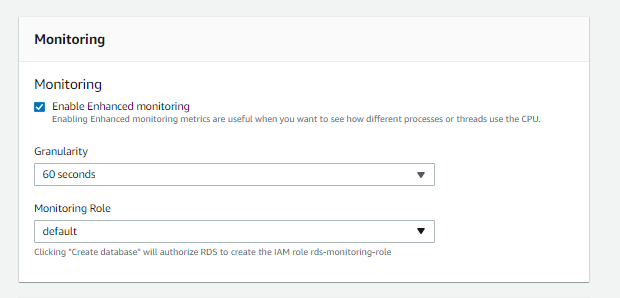 Monitoring
Monitoring
Enable Enhanced monitoring
Enabling Enhanced monitoring metrics are useful when you want to see how different processes or threads use the CPU.
Granularity
60 seconds
Monitoring Role
default
Clicking "Create database" will authorize RDS to create the IAM role rds-monitoring-role